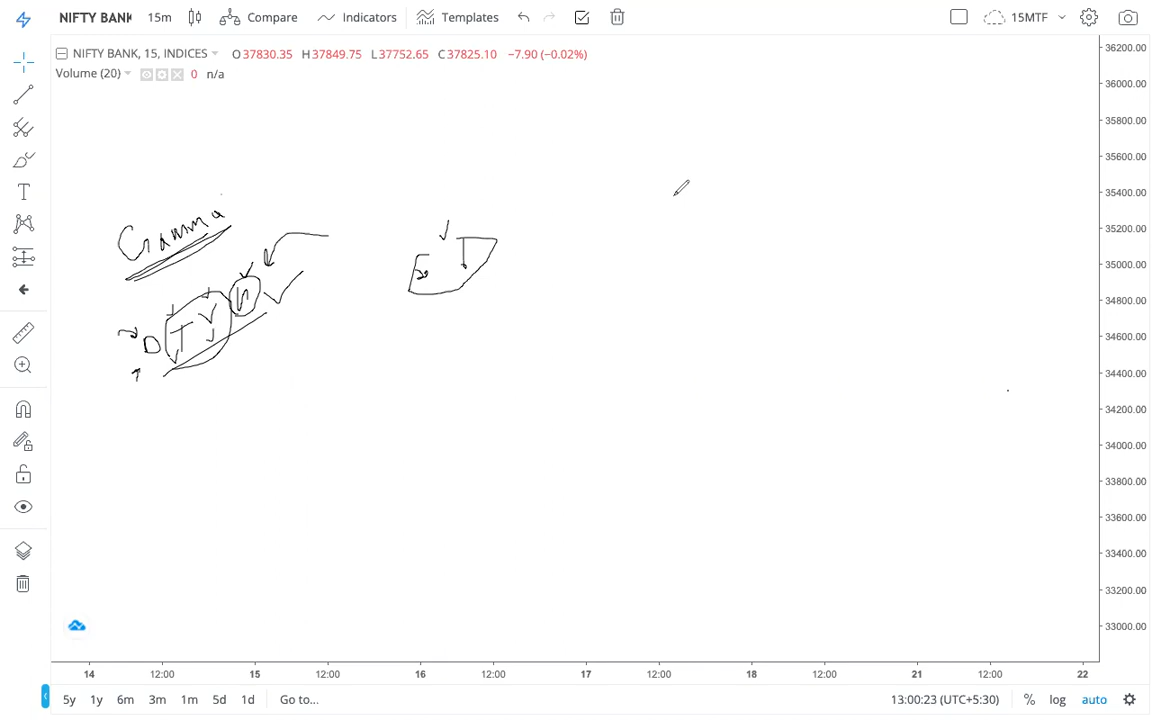 NIFTY BANK 15m Compare Indicators Templates 15MTF
NIFTY BANK, 15, INDICES O37830.35 H37849.75 L37752.65 C37825.10 −7.90 (−0.02%)
Volume (20) 0 n/a
36200.00
36000.00
35800.00
35600.00
35400.00
35200.00
35000.00
34800.00
34600.00
34400.00
34200.00
34000.00
33800.00
33600.00
33400.00
33200.00
33000.00
Gamma
D T V
14 12:00 15 12:00 16 12:00 17 12:00 18 12:00 21 12:00 22
5y 1y 6m 3m 1m 5d 1d Go to... 13:00:23 (UTC+5:30) % log auto